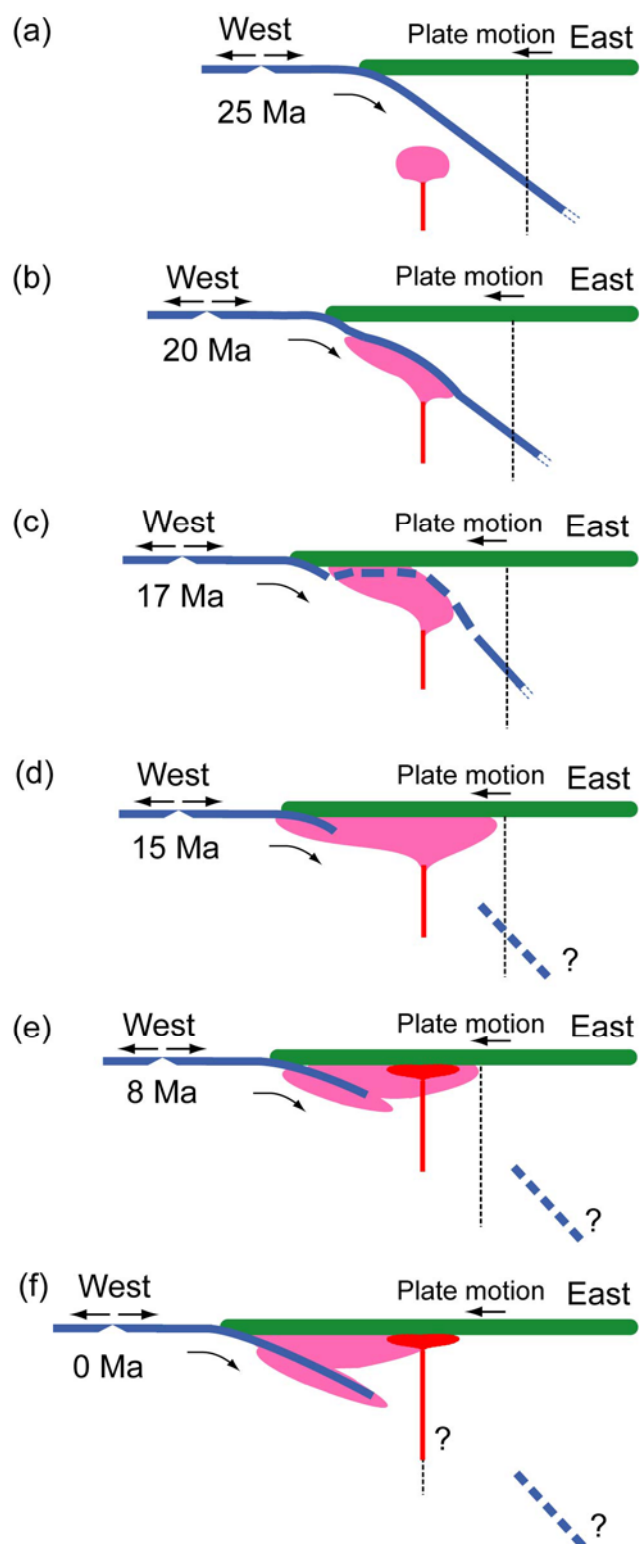 (a)
West
Plate motion
East
25 Ma
(b)
West
Plate motion
East
20 Ma
(c)
West
Plate motion
East
17 Ma
(d)
West
Plate motion
East
15 Ma
?
(e)
West
Plate motion
East
8 Ma
?
(f)
West
Plate motion
East
0 Ma
?
?